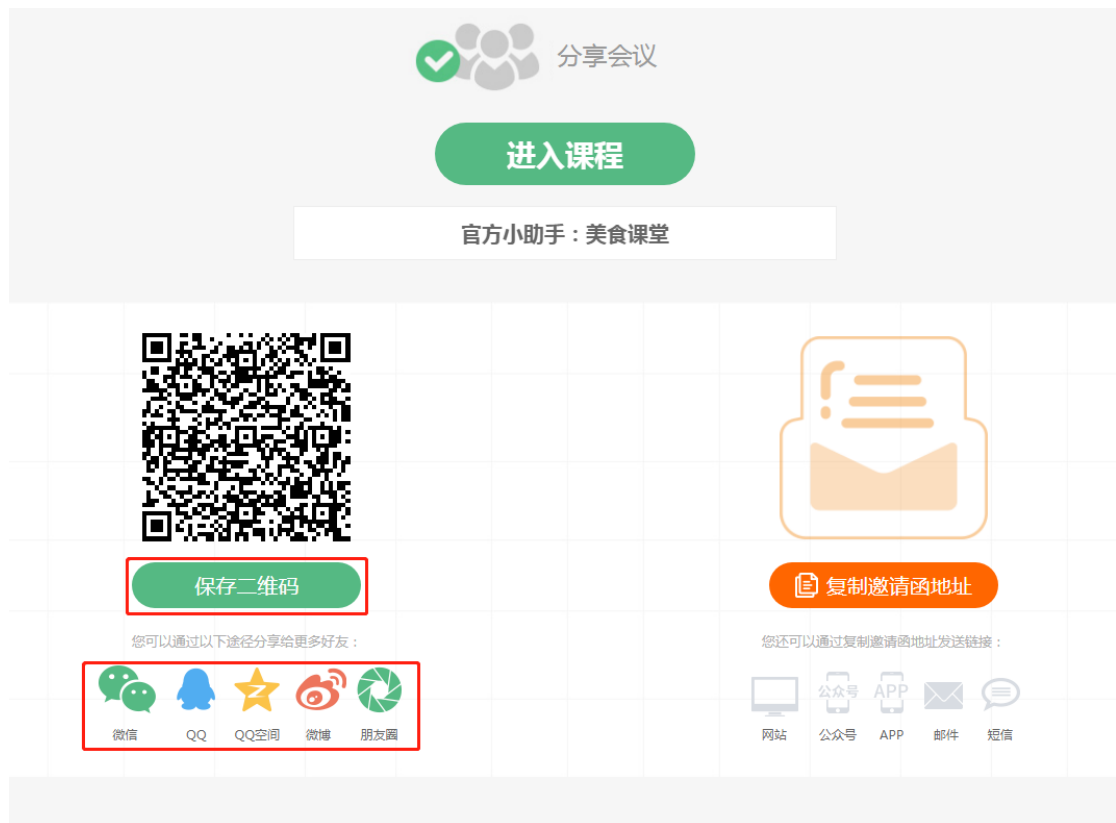 分享会议
进入课程
官方小助手：美食课堂
保存二维码
您可以通过以下途径分享给更多好友：
微信 QQ QQ空间 微博 朋友圈
复制邀请函地址
您还可以通过复制邀请函地址发送链接：
公众号 APP
网站 公众号 APP 邮件 短信